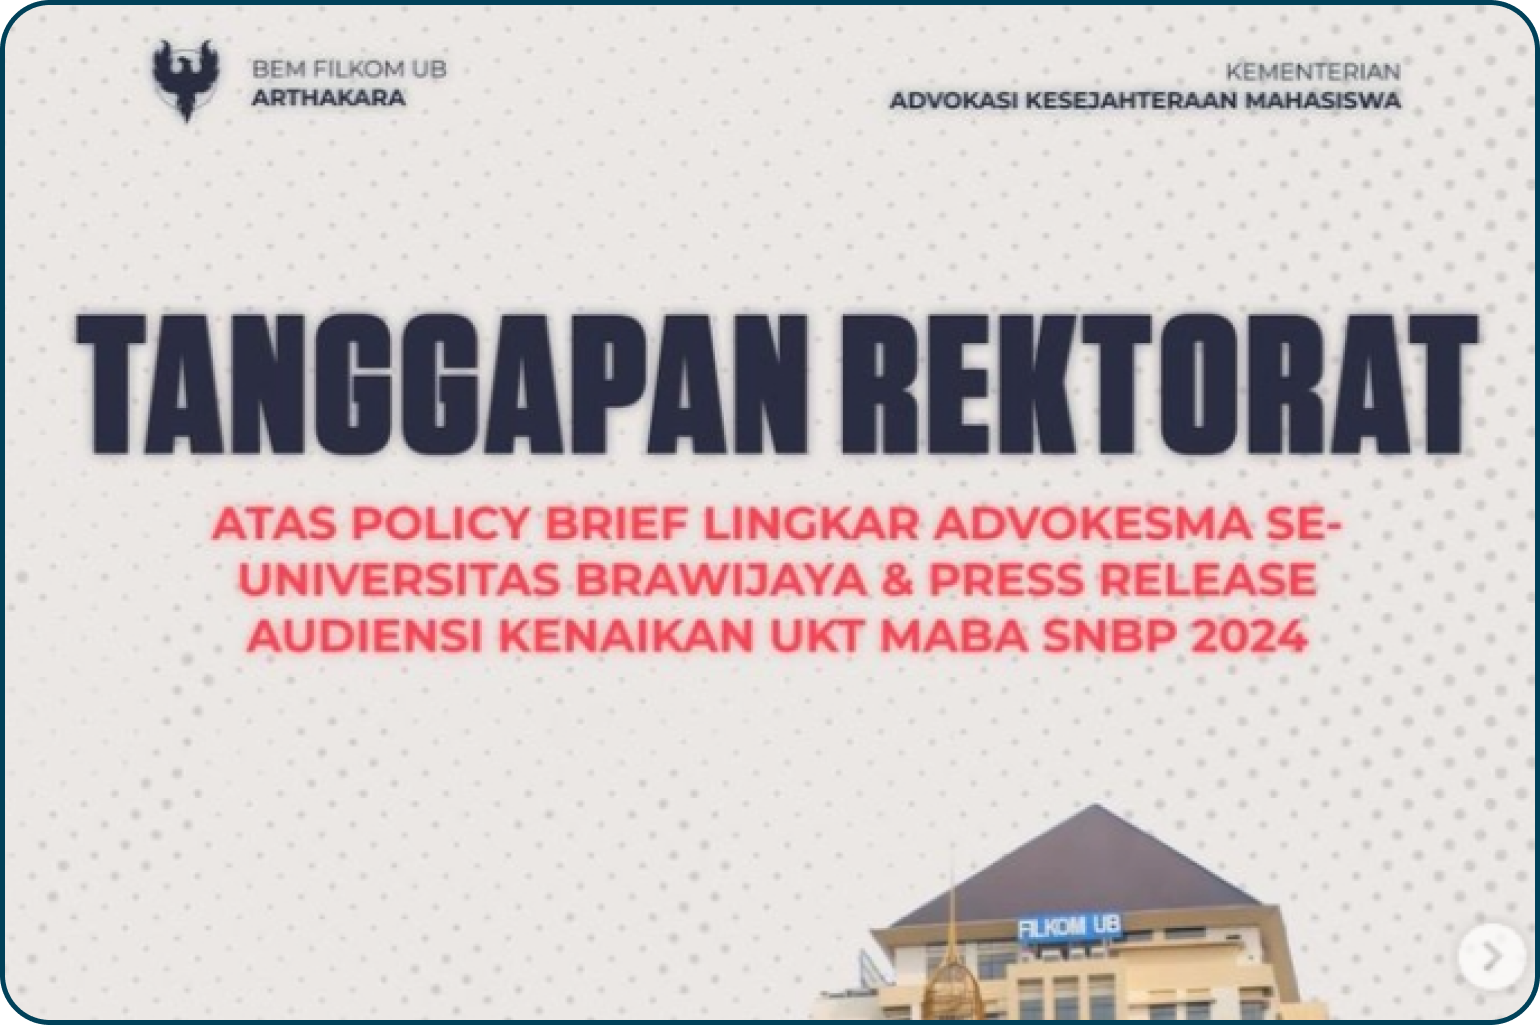 BEM FILKOM UB
ARTHAKARA
KEMENTERIAN
ADVOKASI KESEJAHTERAAN MAHASISWA
TANGGAPAN REKTORAT
ATAS POLICY BRIEF LINGKAR ADVOKESMA SE-
UNIVERSITAS BRAWIJAYA & PRESS RELEASE
AUDIENSI KENAIKAN UKT MABA SNBP 2024
FILKOM UB